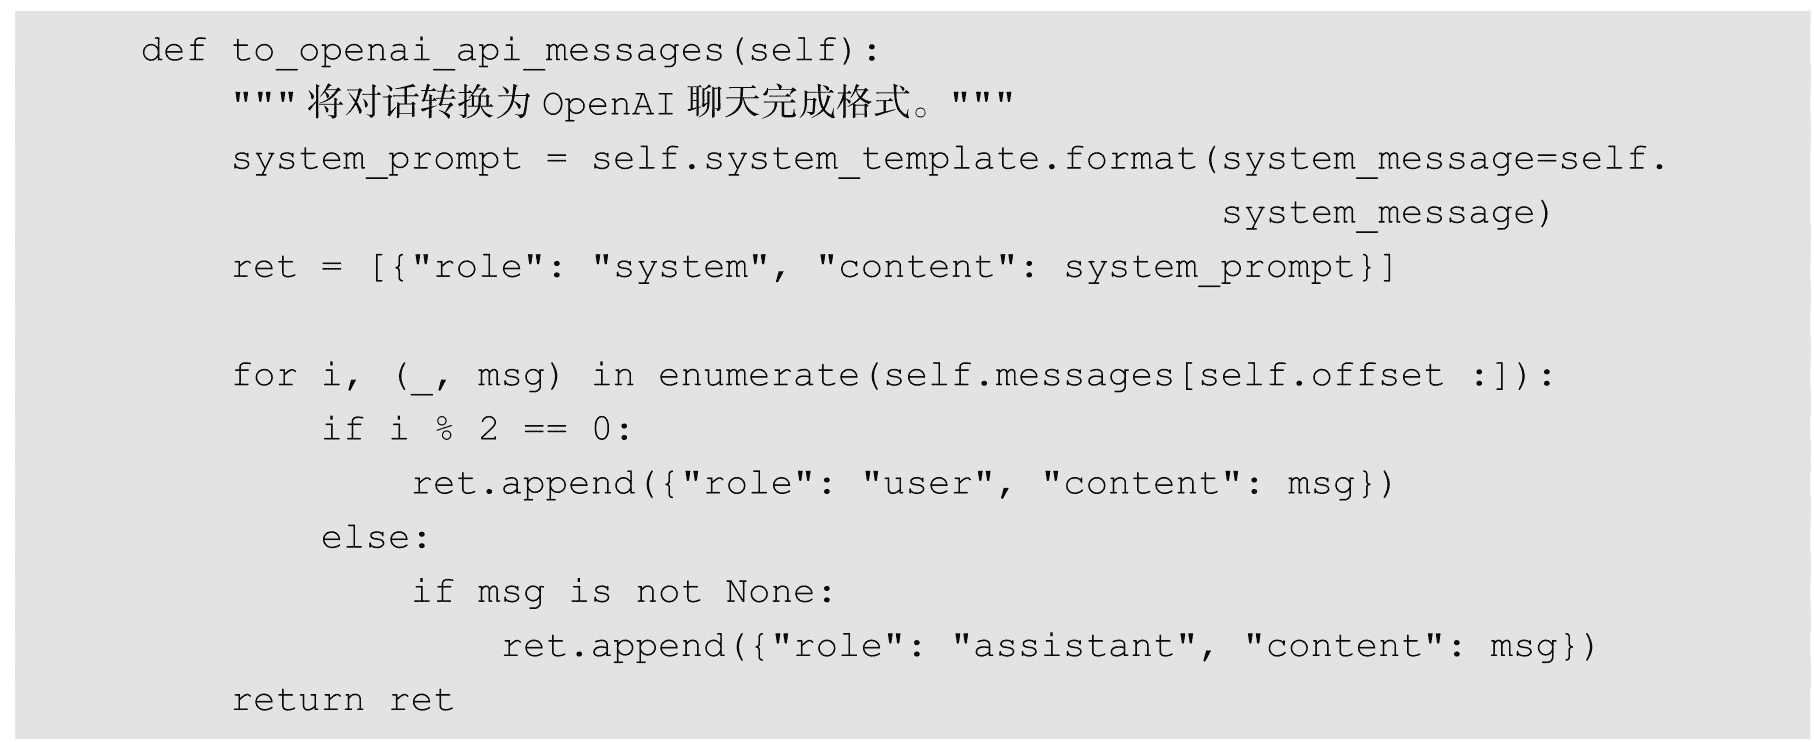 def to_openai_api_messages(self):
    """将对话转换为 OpenAI 聊天完成格式。"""
    system_prompt = self.system_template.format(system_message=self.
                                                system_message)
    ret = [{"role": "system", "content": system_prompt}]

    for i, (_, msg) in enumerate(self.messages[self.offset :]):
        if i % 2 == 0:
            ret.append({"role": "user", "content": msg})
        else:
            if msg is not None:
                ret.append({"role": "assistant", "content": msg})
    return ret